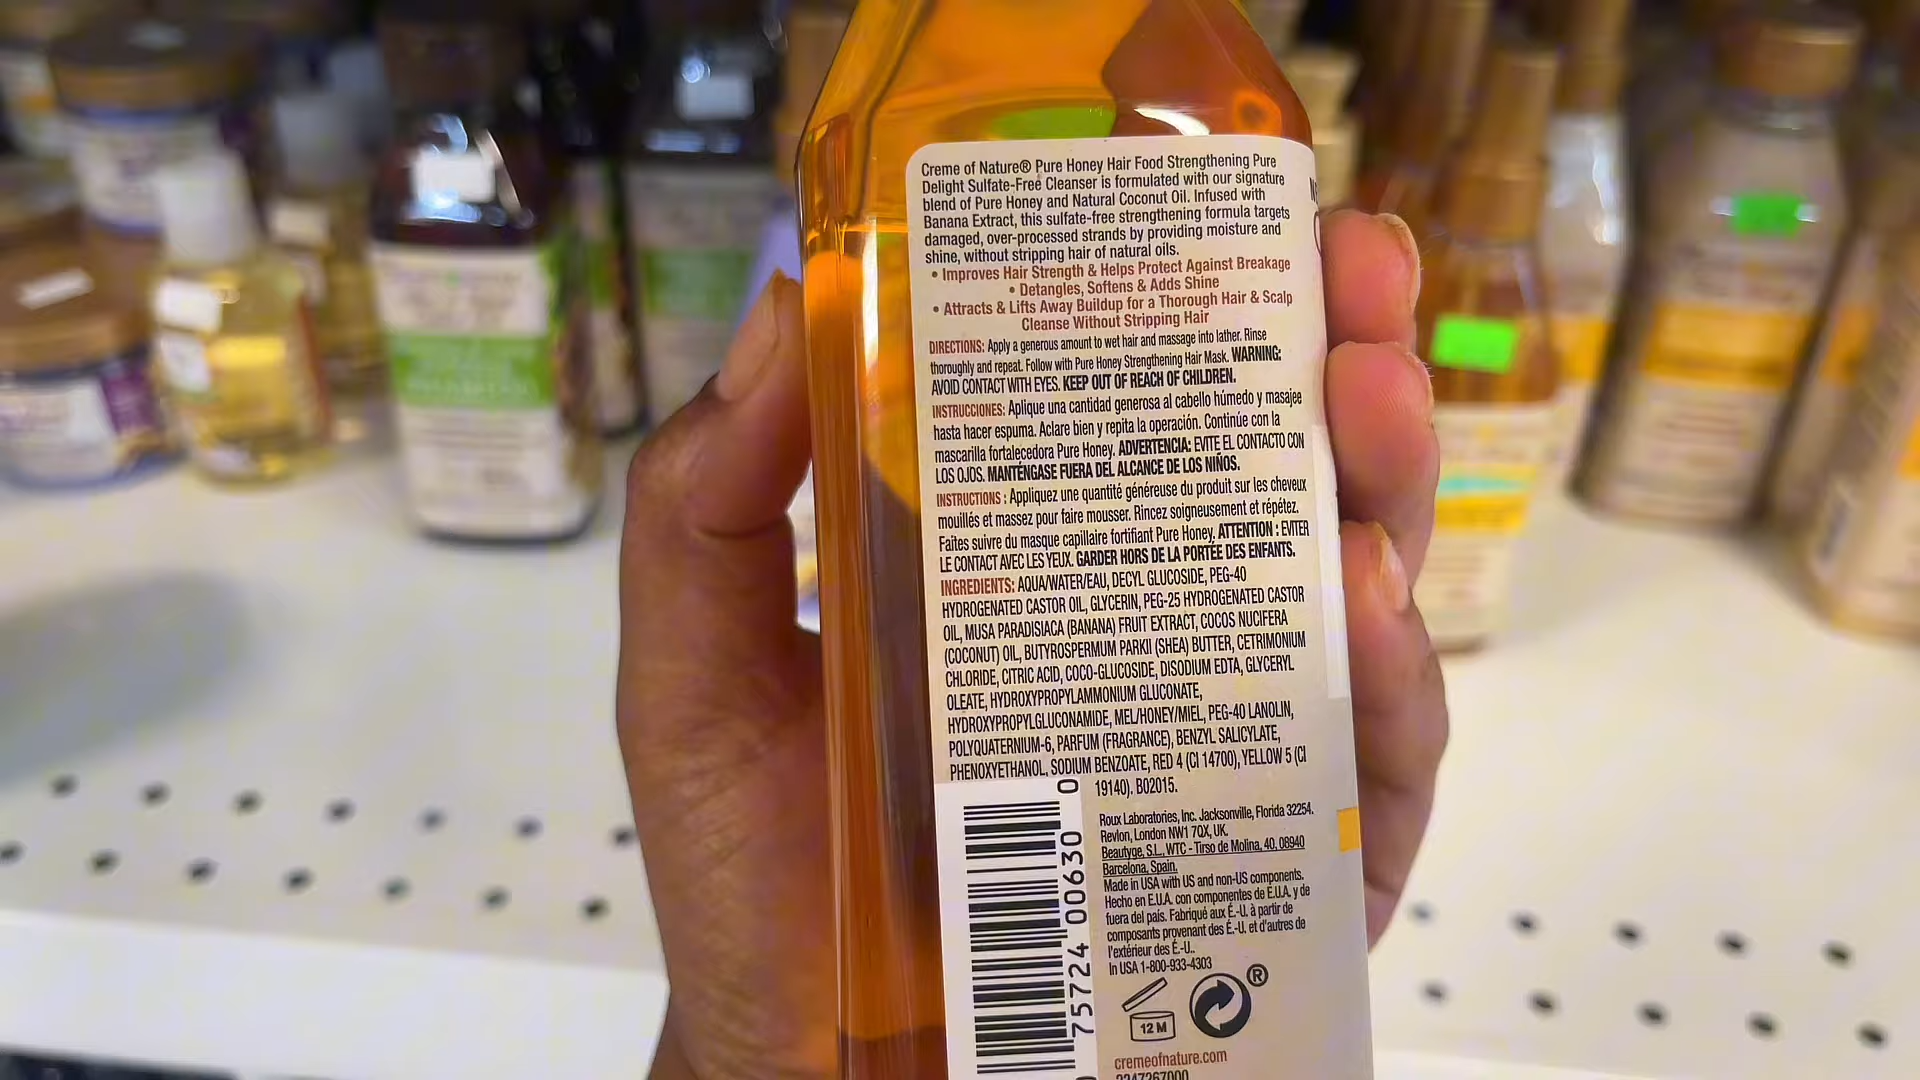 Creme of Nature® Pure Honey Hair Food Strengthening Pure
Delight Sulfate-Free Cleanser is formulated with our signature
blend of Pure Honey and Natural Coconut Oil. Infused with
Banana Extract, this sulfate-free strengthening formula targets
damaged, over-processed strands by providing moisture and
shine, without stripping hair of natural oils.
• Improves Hair Strength & Helps Protect Against Breakage
• Detangles, Softens & Adds Shine
• Attracts & Lifts Away Buildup for a Thorough Hair & Scalp
Cleanse Without Stripping Hair
DIRECTIONS: Apply a generous amount to wet hair and massage into lather. Rinse
thoroughly and repeat. Follow with Pure Honey Strengthening Hair Mask. WARNING:
AVOID CONTACT WITH EYES. KEEP OUT OF REACH OF CHILDREN.
INSTRUCCIONES: Aplique una cantidad generosa al cabello húmedo y masajee
hasta hacer espuma. Aclare bien y repita la operación. Continúe con la
mascarilla fortalecedora Pure Honey. ADVERTENCIA: EVITE EL CONTACTO CON
LOS OJOS. MANTÉNGASE FUERA DEL ALCANCE DE LOS NIÑOS.
INSTRUCTIONS : Appliquez une quantité généreuse du produit sur les cheveux
mouillés et massez pour faire mousser. Rincez soigneusement et répétez.
Faites suivre du masque capillaire fortifiant Pure Honey. ATTENTION : EVITER
LE CONTACT AVEC LES YEUX. GARDER HORS DE LA PORTÉE DES ENFANTS.
INGREDIENTS: AQUA/WATER/EAU, DECYL GLUCOSIDE, PEG-40
HYDROGENATED CASTOR OIL, GLYCERIN, PEG-25 HYDROGENATED CASTOR
OIL, MUSA PARADISIACA (BANANA) FRUIT EXTRACT, COCOS NUCIFERA
(COCONUT) OIL, BUTYROSPERMUM PARKII (SHEA) BUTTER, CETRIMONIUM
CHLORIDE, CITRIC ACID, COCO-GLUCOSIDE, DISODIUM EDTA, GLYCERYL
OLEATE, HYDROXYPROPYLAMMONIUM GLUCONATE,
HYDROXYPROPYLGLUCONAMIDE, MEL/HONEY/MIEL, PEG-40 LANOLIN,
POLYQUATERNIUM-6, PARFUM (FRAGRANCE), BENZYL SALICYLATE,
PHENOXYETHANOL, SODIUM BENZOATE, RED 4 (CI 14700), YELLOW 5 (CI
19140). B02015.
Roux Laboratories, Inc. Jacksonville, Florida 32254.
Revlon, London NW1 7QX, UK.
Beautyge, S.L., WTC - Tirso de Molina, 40, 08940
Barcelona, Spain.
Made in USA with US and non-US components.
Hecho en E.U.A. con componentes de E.U.A. y de
fuera del país. Fabriqué aux É.-U. à partir de
composants provenant des É.-U. et d'autres de
l'extérieur des É.-U..
In USA 1-800-933-4303
75724 00630 0
12 M
®
cremeofnature.com
2247267000